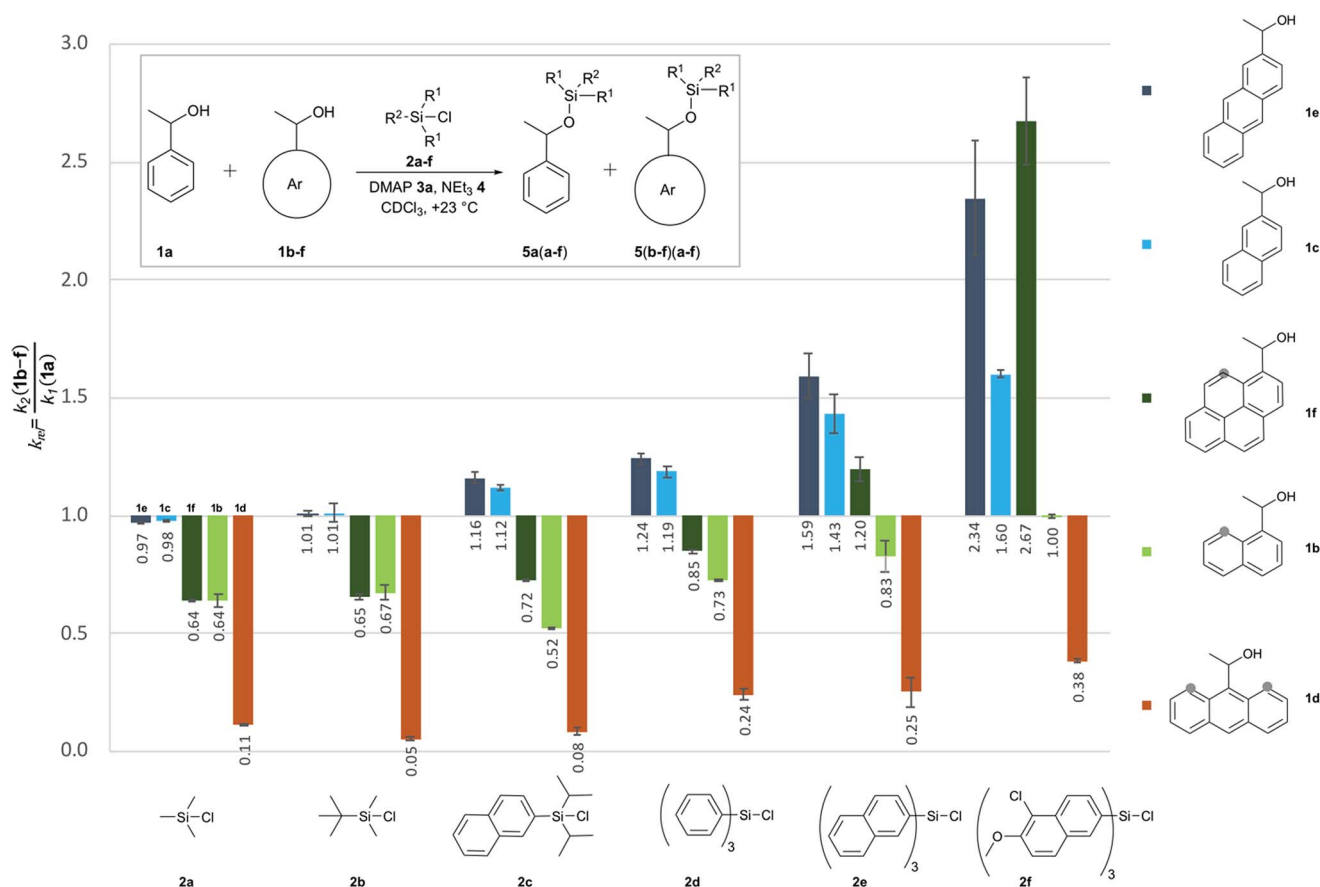 3.0
2.5
2.0
1.5
1.0
0.5
0.0
k_rel = k₂(1b–f) / k₁(1a)
OH
OH
R¹
R²-Si-Cl
R¹
2a-f
R¹
R²
Si
R¹
O
R¹
R²
Si
R¹
O
+
Ar
DMAP 3a, NEt₃ 4
CDCl₃, +23 °C
+
Ar
1a
1b-f
5a(a-f)
5(b-f)(a-f)
1e
1c
1f
1b
1d
0.97
0.98
0.64
0.64
0.11
1.01
1.01
0.65
0.67
0.05
1.16
1.12
0.72
0.52
0.08
1.24
1.19
0.85
0.73
0.24
1.59
1.43
1.20
0.83
0.25
2.34
1.60
2.67
1.00
0.38
OH
1e
OH
1c
OH
1f
OH
1b
OH
1d
Si-Cl
2a
Si-Cl
2b
Si-Cl
2c
3
Si-Cl
2d
3
Si-Cl
2e
Cl
O
3
Si-Cl
2f